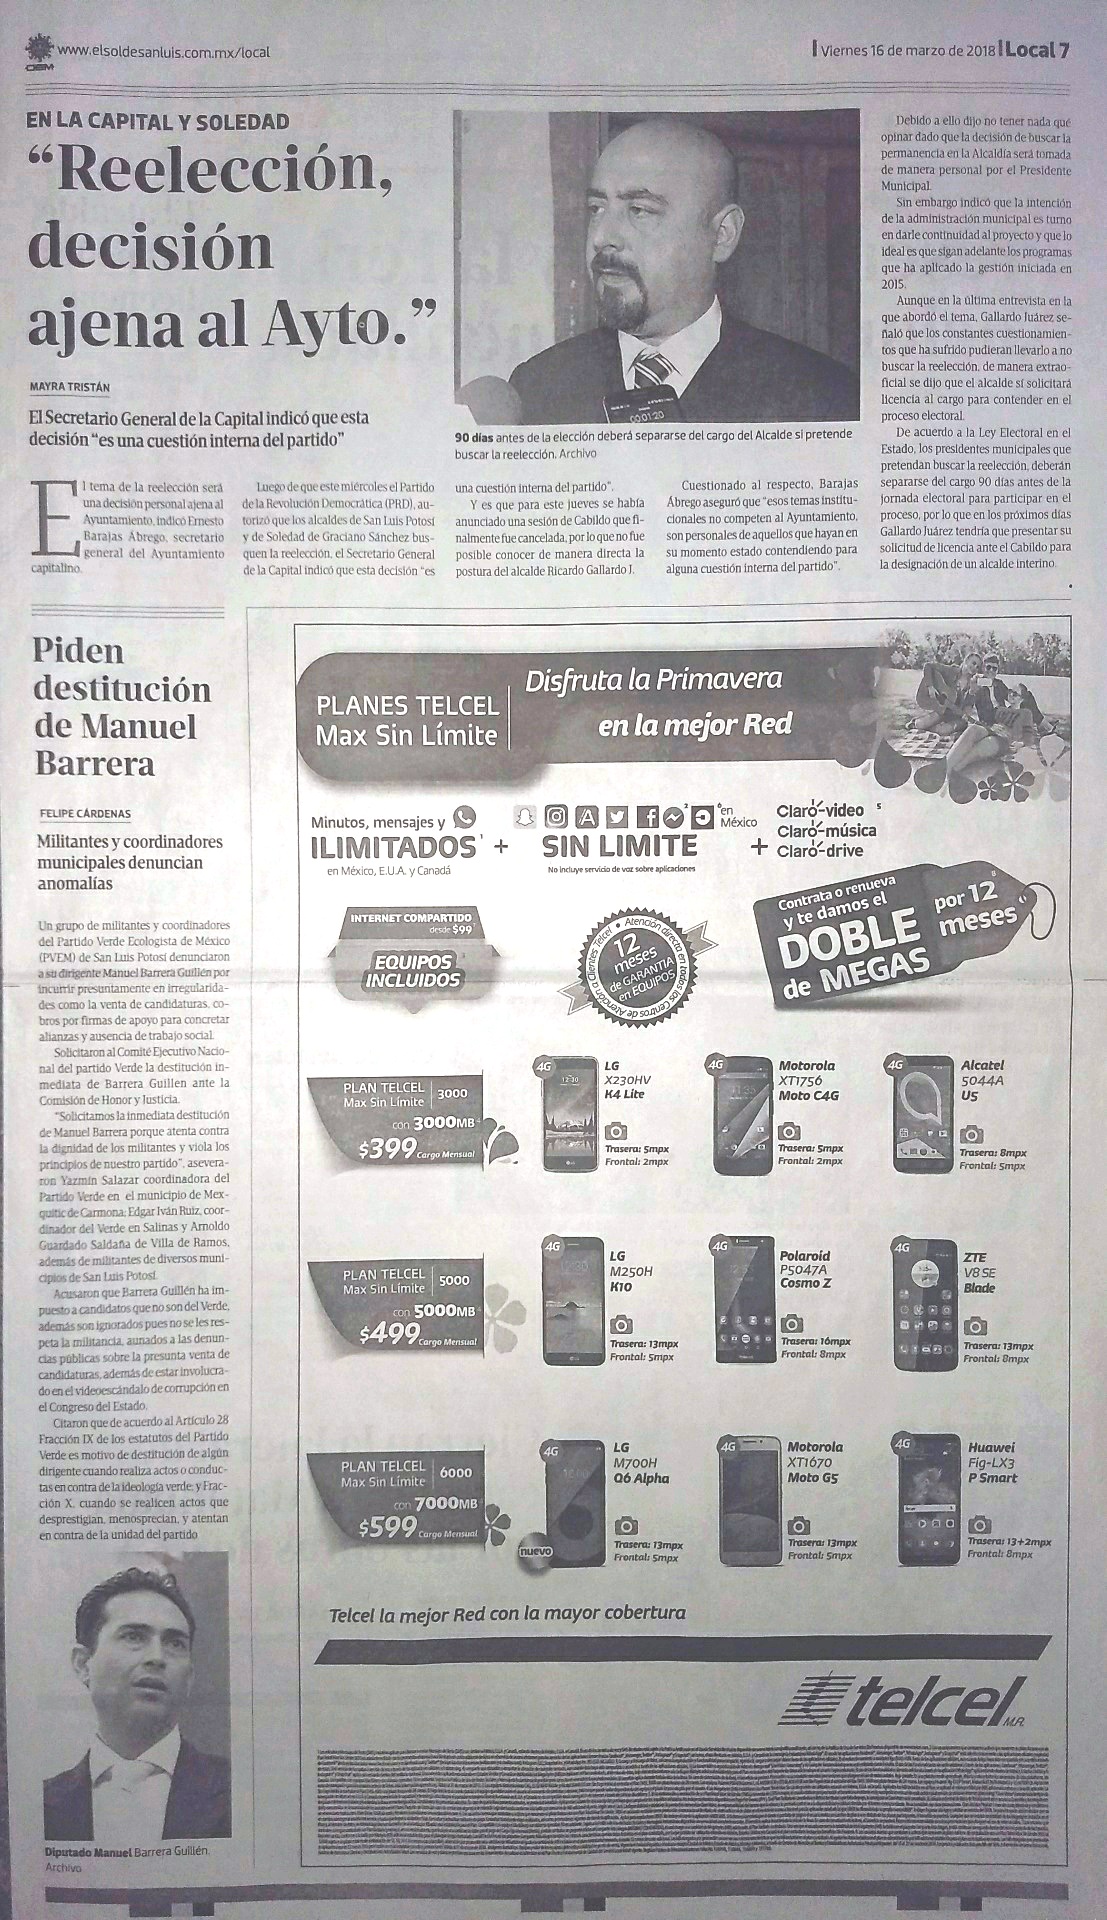 www.elsoldesanluis.com.mx/local
OEM
Viernes 16 de marzo de 2018 Local 7
EN LA CAPITAL Y SOLEDAD
“Reelección,
decisión
ajena al Ayto.”
MAYRA TRISTÁN
El Secretario General de la Capital indicó que esta
decisión “es una cuestión interna del partido”
00:01:20
90 días antes de la elección deberá separarse del cargo del Alcalde si pretende
buscar la reelección. Archivo
El tema de la reelección será
una decisión personal ajena al
Ayuntamiento, indicó Ernesto
Barajas Ábrego, secretario
general del Ayuntamiento
capitalino.
Luego de que este miércoles el Partido
de la Revolución Democrática (PRD), au-
torizó que los alcaldes de San Luis Potosí
y de Soledad de Graciano Sánchez bus-
quen la reelección, el Secretario General
de la Capital indicó que esta decisión “es
una cuestión interna del partido”.
Y es que para este jueves se había
anunciado una sesión de Cabildo que fi-
nalmente fue cancelada, por lo que no fue
posible conocer de manera directa la
postura del alcalde Ricardo Gallardo J.
Cuestionado al respecto, Barajas
Ábrego aseguró que “esos temas institu-
cionales no competen al Ayuntamiento,
son personales de aquellos que hayan en
su momento estado contendiendo para
alguna cuestión interna del partido”.
Debido a ello dijo no tener nada que
opinar dado que la decisión de buscar la
permanencia en la Alcaldía será tomada
de manera personal por el Presidente
Municipal.
Sin embargo indicó que la intención
de la administración municipal es turno
en darle continuidad al proyecto y que lo
ideal es que sigan adelante los programas
que ha aplicado la gestión iniciada en
2015.
Aunque en la última entrevista en la
que abordó el tema, Gallardo Juárez se-
ñaló que los constantes cuestionamien-
tos que ha sufrido pudieran llevarlo a no
buscar la reelección, de manera extrao-
ficial se dijo que el alcalde sí solicitará
licencia al cargo para contender en el
proceso electoral.
De acuerdo a la Ley Electoral en el
Estado, los presidentes municipales que
pretendan buscar la reelección, deberán
separarse del cargo 90 días antes de la
jornada electoral para participar en el
proceso, por lo que en los próximos días
Gallardo Juárez tendría que presentar su
solicitud de licencia ante el Cabildo para
la designación de un alcalde interino.
Piden
destitución
de Manuel
Barrera
FELIPE CÁRDENAS
Militantes y coordinadores
municipales denuncian
anomalías
Un grupo de militantes y coordinadores
del Partido Verde Ecologista de México
(PVEM) de San Luis Potosí denunciaron
a su dirigente Manuel Barrera Guillén por
incurrir presuntamente en irregularida-
des como la venta de candidaturas, co-
bros por firmas de apoyo para concretar
alianzas y ausencia de trabajo social.
Solicitaron al Comité Ejecutivo Nacio-
nal del partido Verde la destitución in-
mediata de Barrera Guillen ante la
Comisión de Honor y Justicia.
“Solicitamos la inmediata destitución
de Manuel Barrera porque atenta contra
la dignidad de los militantes y viola los
principios de nuestro partido”, asevera-
ron Yazmín Salazar coordinadora del
Partido Verde en el municipio de Mex-
quitic de Carmona; Edgar Iván Ruiz, coor-
dinador del Verde en Salinas y Arnoldo
Guardado Saldaña de Villa de Ramos,
además de militantes de diversos muni-
cipios de San Luis Potosí.
Acusaron que Barrera Guillén ha im-
puesto a candidatos que no son del Verde,
además son ignorados pues no se les res-
peta la militancia, aunados a las denun-
cias públicas sobre la presunta venta de
candidaturas, además de estar involucra-
do en el videoescándalo de corrupción en
el Congreso del Estado.
Citaron que de acuerdo al Artículo 28
Fracción IX de los estatutos del Partido
Verde es motivo de destitución de algún
dirigente cuando realiza actos o conduc-
tas en contra de la ideología verde; y Frac-
ción X, cuando se realicen actos que
desprestigian, menosprecian, y atentan
en contra de la unidad del partido
Diputado Manuel Barrera Guillén.
Archivo
PLANES TELCEL
Max Sin Límite
Disfruta la Primavera
en la mejor Red
Minutos, mensajes y
ILIMITADOS¹ +
en México, E.U.A. y Canadá
en México
SIN LIMITE +
No incluye servicio de voz sobre aplicaciones
Claro-video
Claro-música
Claro-drive
INTERNET COMPARTIDO
desde $99
EQUIPOS
INCLUIDOS
Atención directa en todos los Centros de Atención a Clientes Telcel
12
meses
de GARANTÍA
en EQUIPOS
Contrata o renueva
y te damos el
DOBLE
de MEGAS
por 12
meses
PLAN TELCEL
Max Sin Límite 3000
con 3000MB
$399 Cargo Mensual
4G
LG
X230HV
K4 Lite
Trasera: 5mpx
Frontal: 2mpx
4G
Motorola
XT1756
Moto C4G
Trasera: 5mpx
Frontal: 2mpx
4G
Alcatel
5044A
U5
Trasera: 8mpx
Frontal: 5mpx
PLAN TELCEL
Max Sin Límite 5000
con 5000MB
$499 Cargo Mensual
4G
LG
M250H
K10
Trasera: 13mpx
Frontal: 5mpx
4G
Polaroid
P5047A
Cosmo Z
Trasera: 16mpx
Frontal: 8mpx
4G
ZTE
V8 SE
Blade
Trasera: 13mpx
Frontal: 8mpx
PLAN TELCEL
Max Sin Límite 6000
con 7000MB
$599 Cargo Mensual
4G
nuevo
LG
M700H
Q6 Alpha
Trasera: 13mpx
Frontal: 5mpx
4G
Motorola
XT1670
Moto G5
Trasera: 13mpx
Frontal: 5mpx
4G
Huawei
Fig-LX3
P Smart
Trasera: 13+2mpx
Frontal: 8mpx
Telcel la mejor Red con la mayor cobertura
telcel M.R.